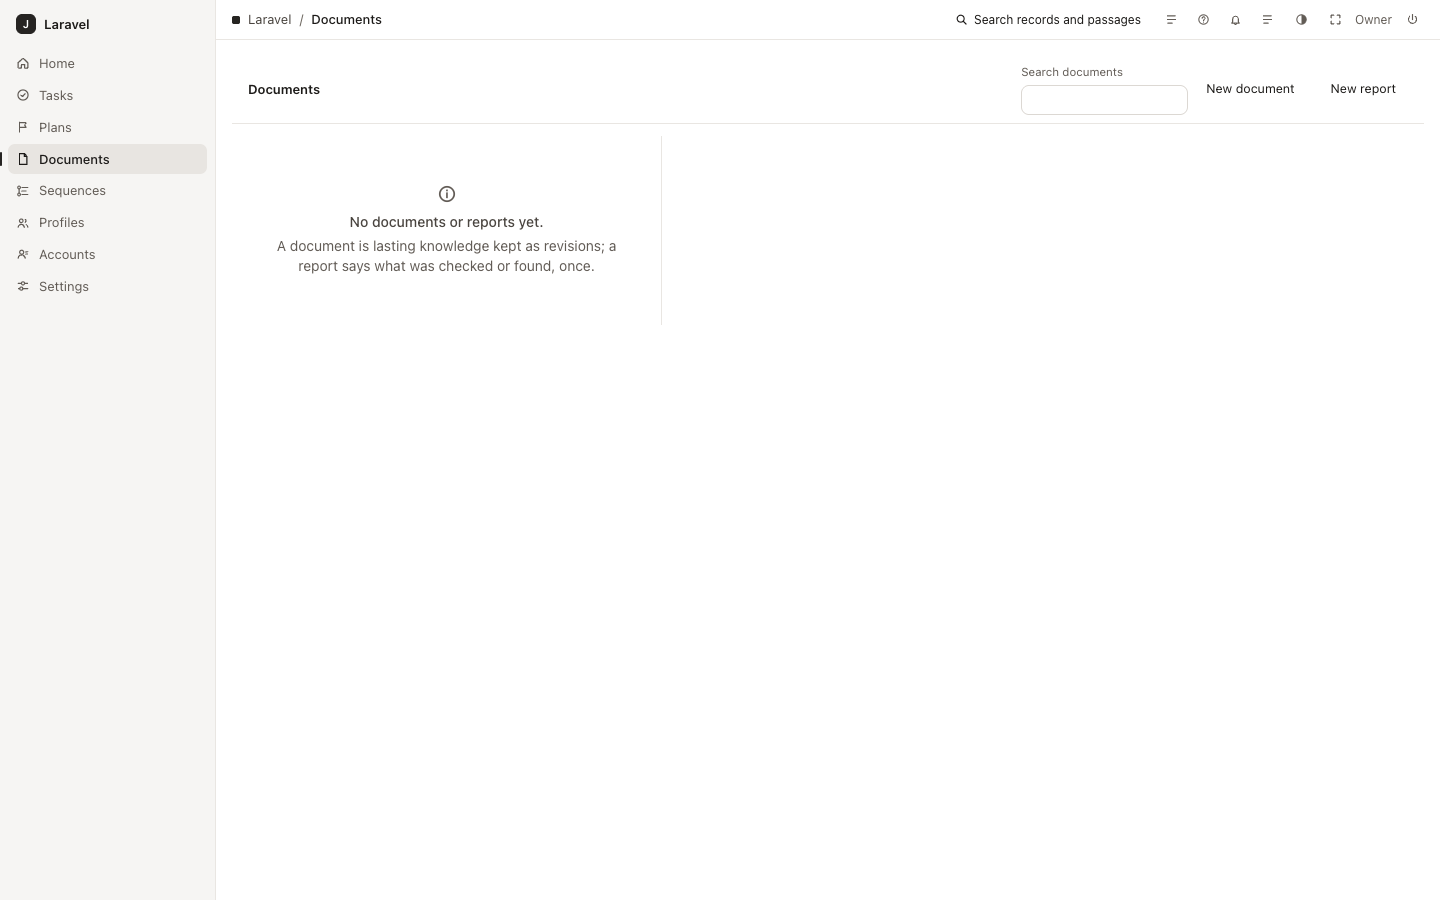 J Laravel
Home
Tasks
Plans
Documents
Sequences
Profiles
Accounts
Settings
Laravel / Documents
Search records and passages
Owner
Documents
Search documents
New document
New report
No documents or reports yet.
A document is lasting knowledge kept as revisions; a
report says what was checked or found, once.